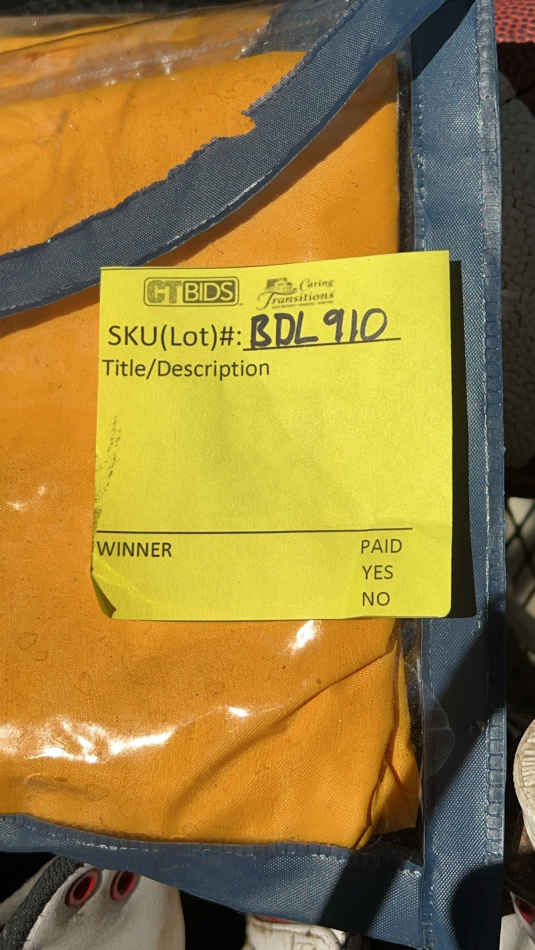 CTBIDS
Caring
Transitions
SKU(Lot)#: BDL910
Title/Description
WINNER PAID
YES
NO